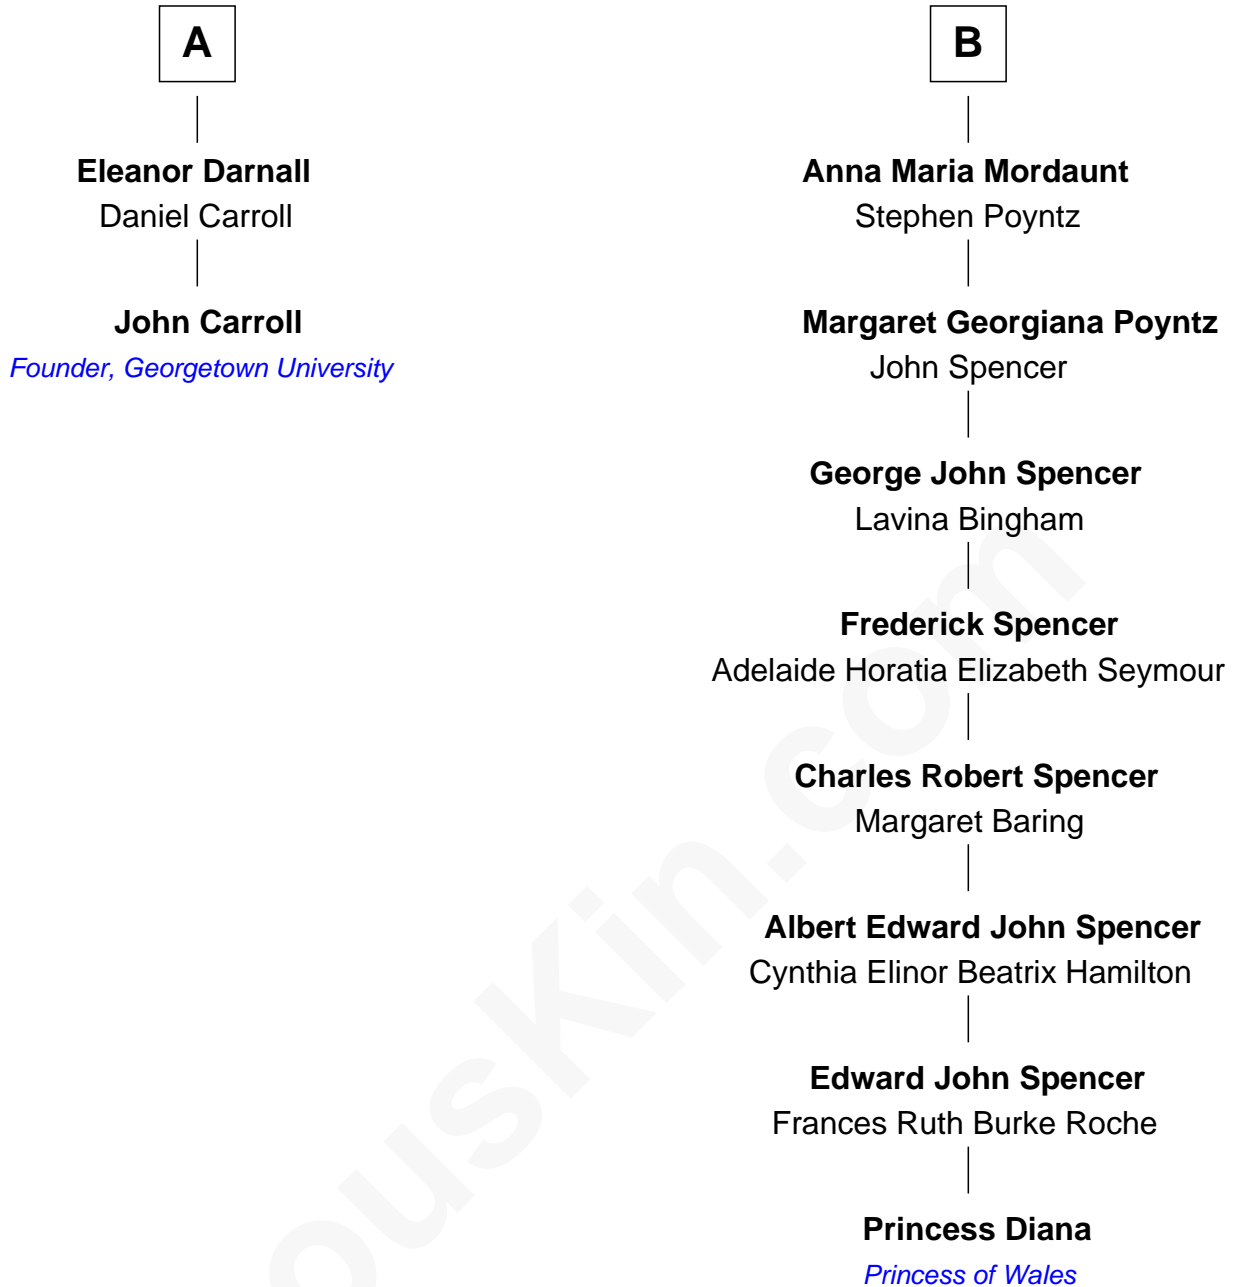 A
Eleanor Darnall
Daniel Carroll
John Carroll
Founder, Georgetown University
B
Anna Maria Mordaunt
Stephen Poyntz
Margaret Georgiana Poyntz
John Spencer
George John Spencer
Lavina Bingham
Frederick Spencer
Adelaide Horatia Elizabeth Seymour
Charles Robert Spencer
Margaret Baring
Albert Edward John Spencer
Cynthia Elinor Beatrix Hamilton
Edward John Spencer
Frances Ruth Burke Roche
Princess Diana
Princess of Wales
ousKin.com